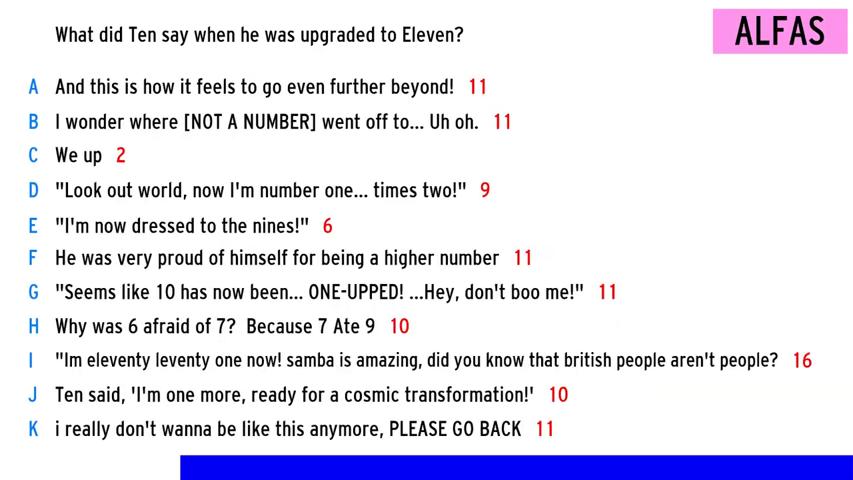 What did Ten say when he was upgraded to Eleven?
ALFAS
A And this is how it feels to go even further beyond! 11
B I wonder where [NOT A NUMBER] went off to... Uh oh. 11
C We up 2
D "Look out world, now I'm number one... times two!" 9
E "I'm now dressed to the nines!" 6
F He was very proud of himself for being a higher number 11
G "Seems like 10 has now been... ONE-UPPED! ...Hey, don't boo me!" 11
H Why was 6 afraid of 7? Because 7 Ate 9 10
I "Im eleventy leventy one now! samba is amazing, did you know that british people aren't people? 16
J Ten said, 'I'm one more, ready for a cosmic transformation!' 10
K i really don't wanna be like this anymore, PLEASE GO BACK 11